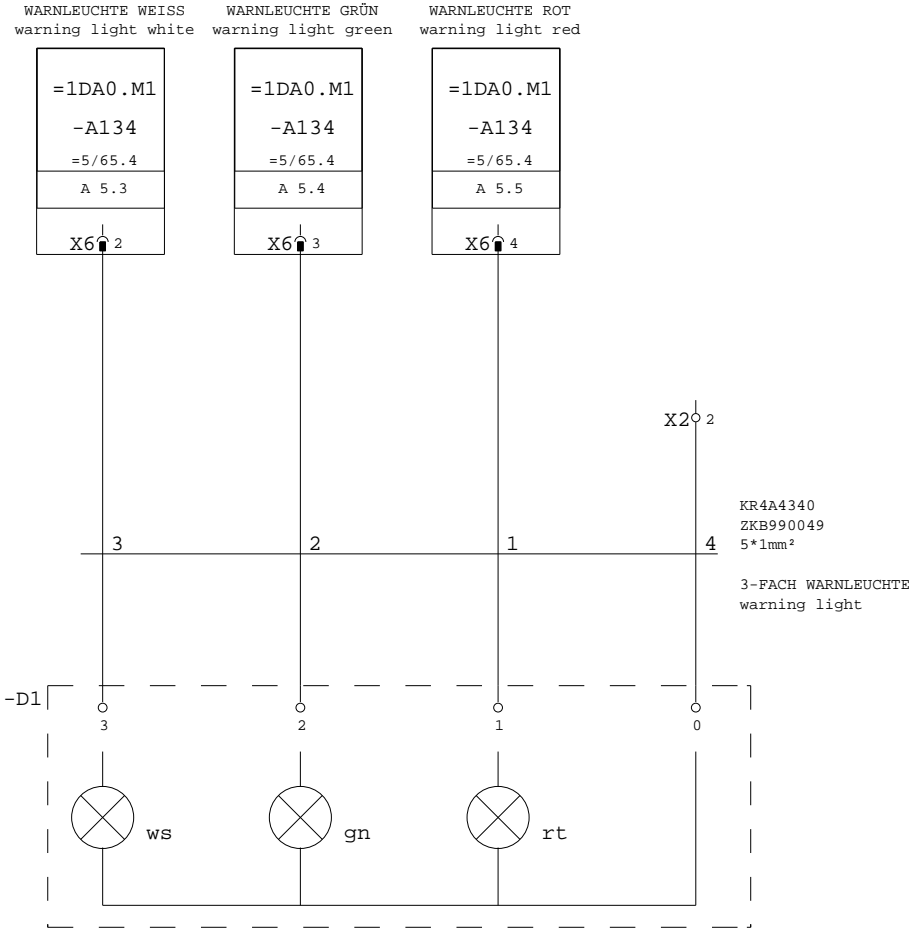 WARNLEUCHTE WEISS
warning light white
WARNLEUCHTE GRÜN
warning light green
WARNLEUCHTE ROT
warning light red
=1DA0.M1
-A134
=5/65.4
A 5.3
X6 2
=1DA0.M1
-A134
=5/65.4
A 5.4
X6 3
=1DA0.M1
-A134
=5/65.4
A 5.5
X6 4
X2 2
KR4A4340
ZKB990049
5*1mm²
3 2 1 4
3-FACH WARNLEUCHTE
warning light
-D1
3 2 1 0
ws gn rt